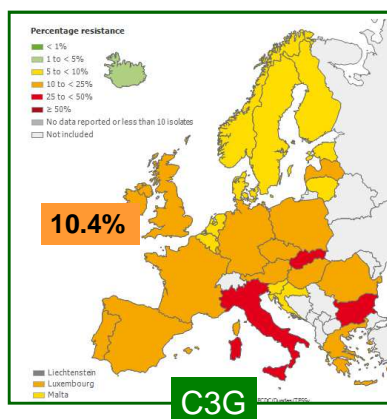 Percentage resistance
< 1%
1 to < 5%
5 to < 10%
10 to < 25%
25 to < 50%
≥ 50%
No data reported or less than 10 isolates
Not included
10.4%
Liechtenstein
Luxembourg
Malta
C3G